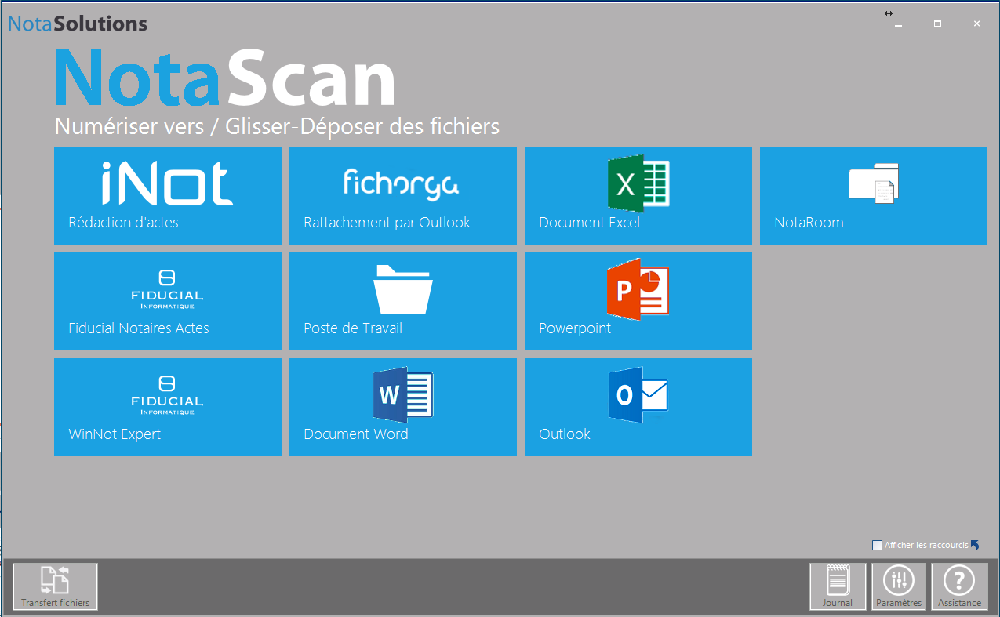 NotaSolutions
NotaScan
Numériser vers / Glisser-Déposer des fichiers
iNot
Rédaction d'actes
fichorga
Rattachement par Outlook
X
Document Excel
NotaRoom
FIDUCIAL
INFORMATIQUE
Fiducial Notaires Actes
Poste de Travail
P
Powerpoint
FIDUCIAL
INFORMATIQUE
WinNot Expert
W
Document Word
O
Outlook
Afficher les raccourcis
Transfert fichiers
Journal
Paramètres
?
Assistance